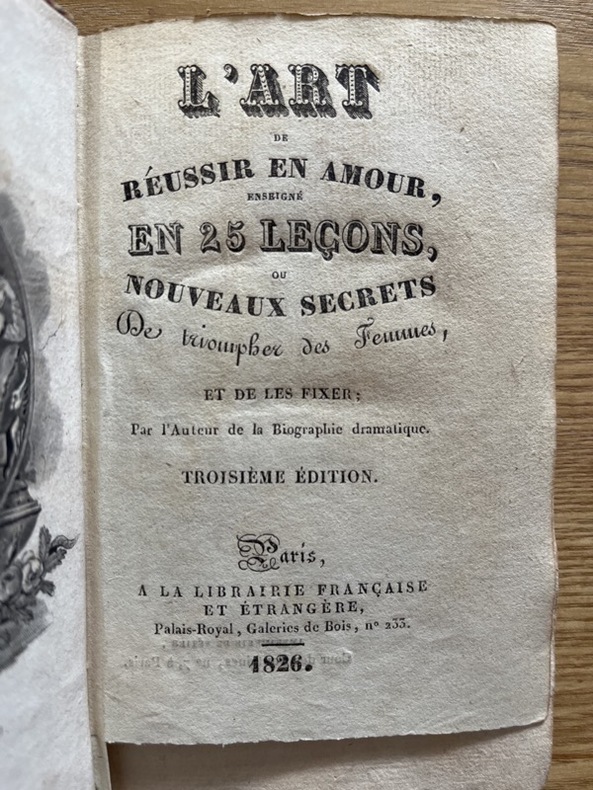 L'ART
DE
RÉUSSIR EN AMOUR,
ENSEIGNÉ
EN 25 LEÇONS,
OU
NOUVEAUX SECRETS
De triompher des Femmes,
ET DE LES FIXER;
Par l'Auteur de la Biographie dramatique.
TROISIÈME ÉDITION.
Paris,
A LA LIBRAIRIE FRANÇAISE
ET ÉTRANGÈRE,
Palais-Royal, Galeries de Bois, nº 233.
1826.